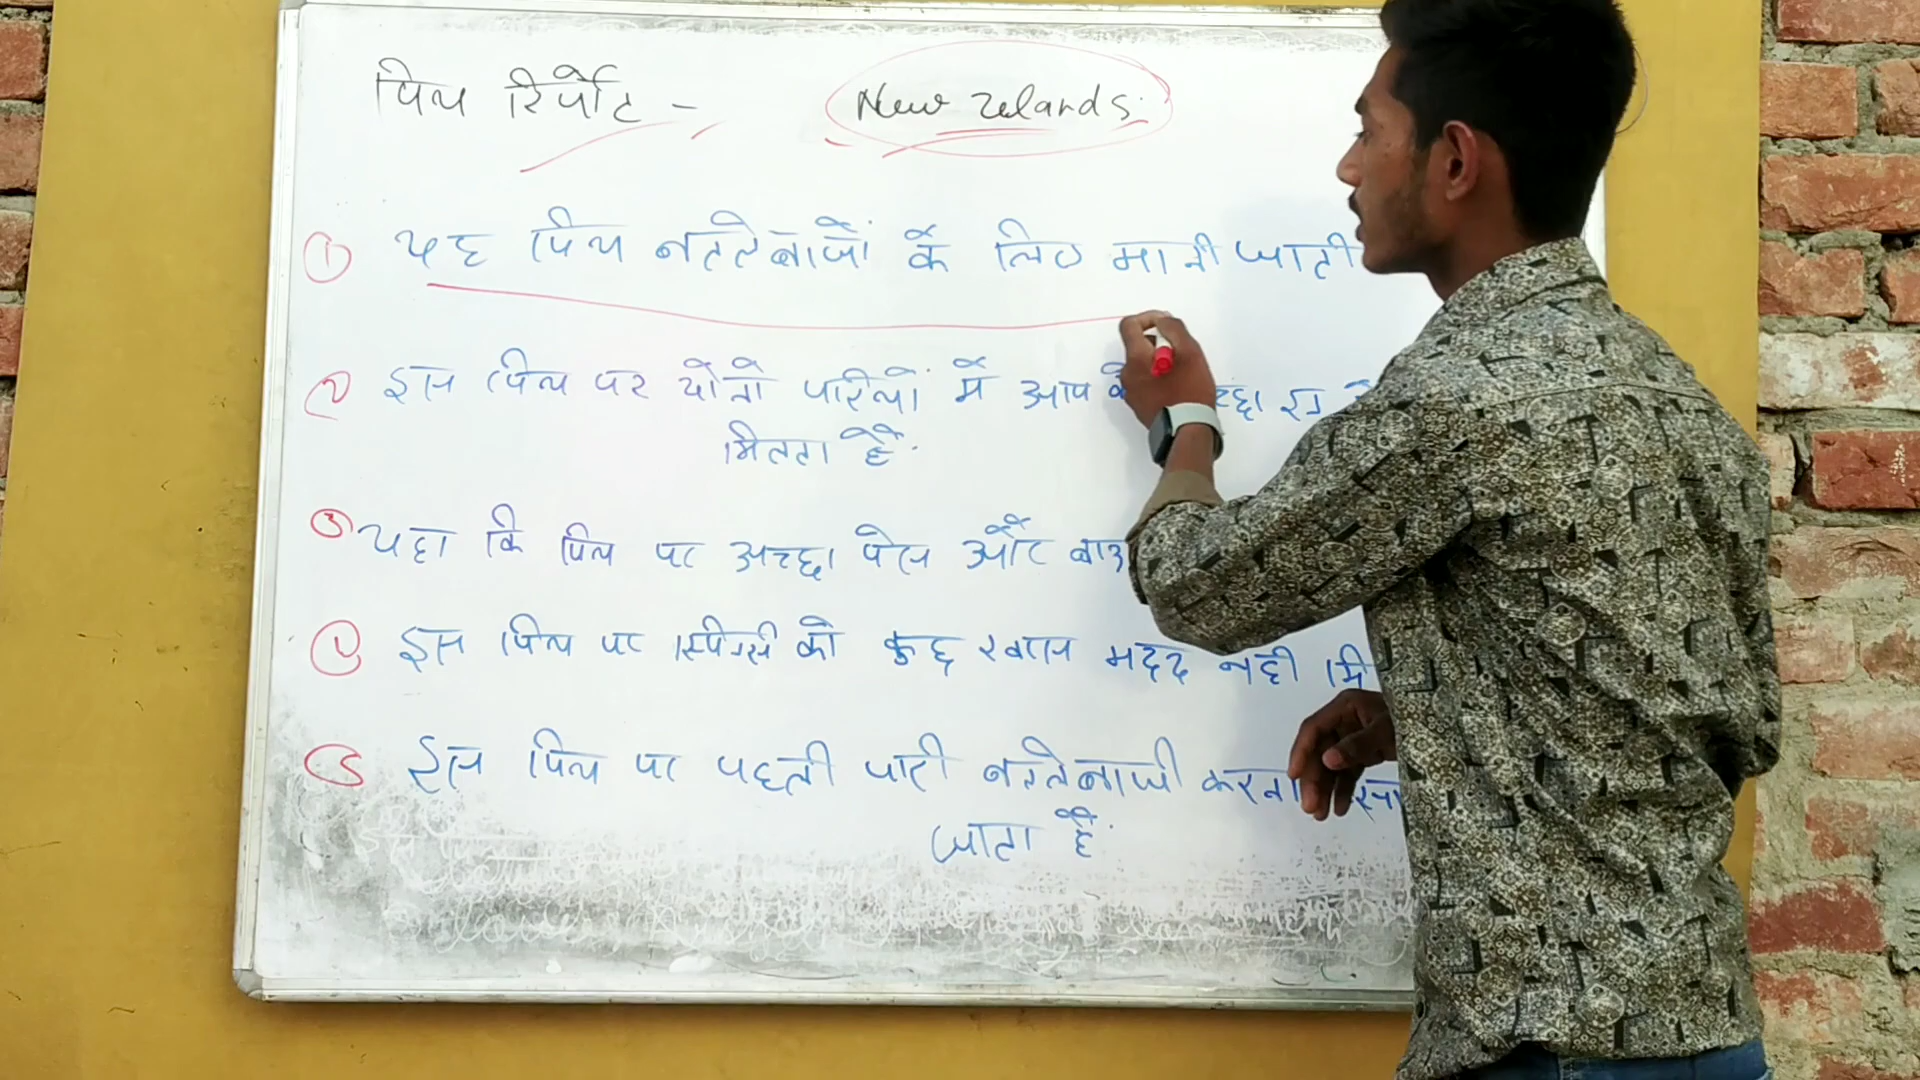 पिच रिर्पोट - New zelands.
① यह पिच बल्लेबाजों के लिए मानी जाती
② इस पिच पर दोनो पारियों में आप
मिलता है.
③ यहा कि पिच पर अच्छा पेस और
④ इस पिच पर स्पिनर्स को कुछ खास मदद नही मि
⑤ इस पिच पर पहली पारी बल्लेबाजी करना
जाता है.